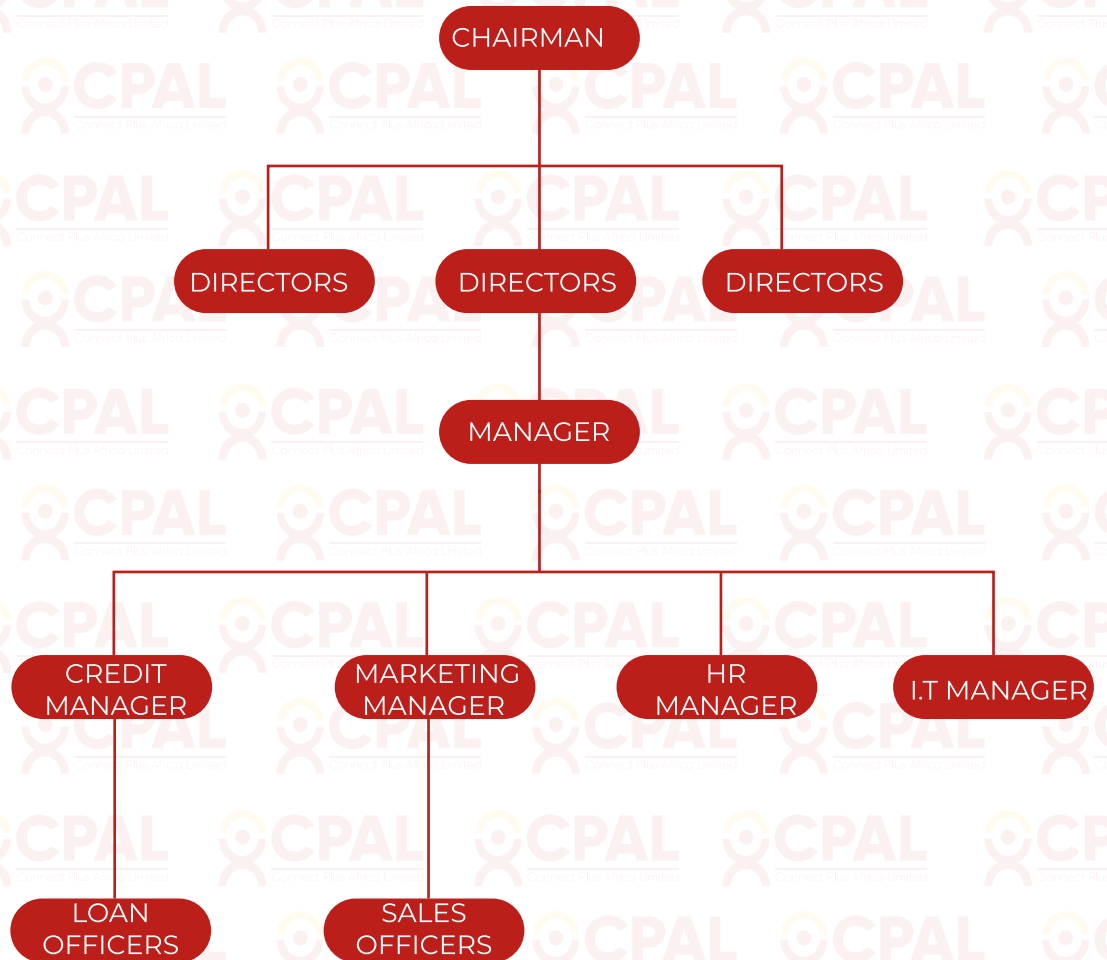 CHAIRMAN
DIRECTORS
DIRECTORS
DIRECTORS
MANAGER
CREDIT
MANAGER
MARKETING
MANAGER
HR
MANAGER
I.T MANAGER
LOAN
OFFICERS
SALES
OFFICERS
CPAL
Connect Plus Africa Limited